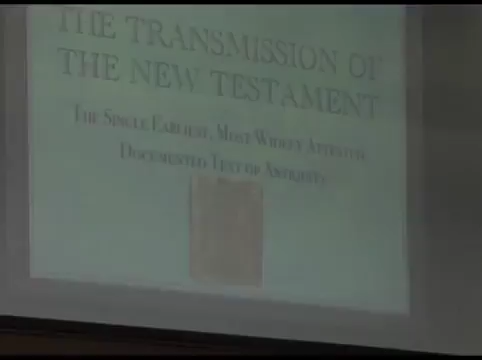 THE TRANSMISSION OF
THE NEW TESTAMENT
THE SINGLE EARLIEST, MOST WIDELY ATTESTED,
DOCUMENTED TEXT OF ANTIQUITY